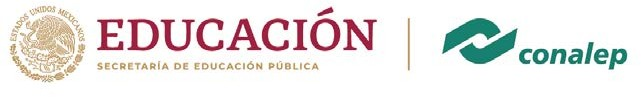 ESTADOS UNIDOS MEXICANOS
EDUCACIÓN
SECRETARÍA DE EDUCACIÓN PÚBLICA
conalep